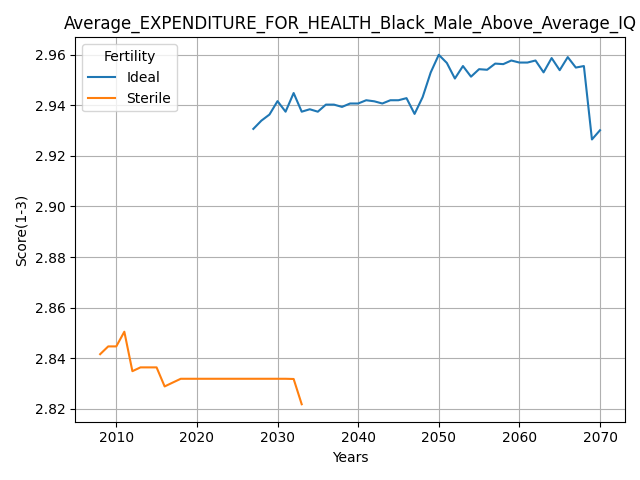 Average_EXPENDITURE_FOR_HEALTH_Black_Male_Above_Average_IQ
Fertility
Ideal
Sterile
Score(1-3)
2.96
2.94
2.92
2.90
2.88
2.86
2.84
2.82
2010
2020
2030
2040
2050
2060
2070
Years